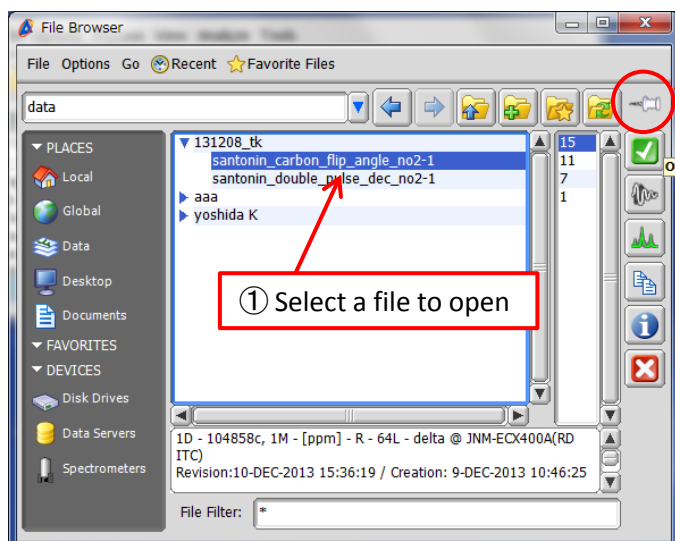 File Browser
View Analyze Tools
File Options Go Recent Favorite Files
data
PLACES
Local
Global
Data
Desktop
Documents
FAVORITES
DEVICES
Disk Drives
Data Servers
Spectrometers
131208_tk
santonin_carbon_flip_angle_no2-1
santonin_double_pulse_dec_no2-1
aaa
yoshida K
15
11
7
1
① Select a file to open
1D - 104858c, 1M - [ppm] - R - 64L - delta @ JNM-ECX400A(RD
ITC)
Revision:10-DEC-2013 15:36:19 / Creation: 9-DEC-2013 10:46:25
File Filter: *